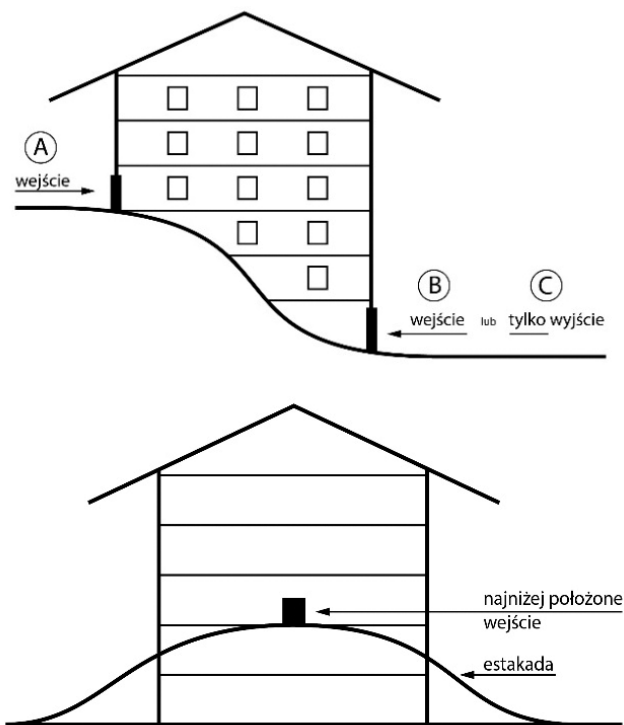 A
wejście
B C
wejście lub tylko wyjście
najniżej położone
wejście
estakada